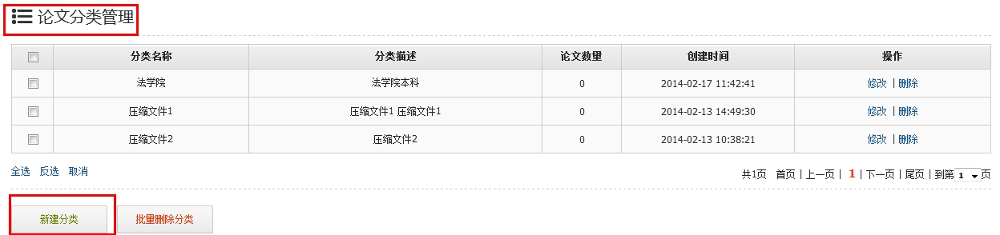 论文分类管理
分类名称 分类描述 论文数量 创建时间 操作
法学院 法学院本科 0 2014-02-17 11:42:41 修改 | 删除
压缩文件1 压缩文件1 压缩文件1 0 2014-02-13 14:49:30 修改 | 删除
压缩文件2 压缩文件2 0 2014-02-13 10:38:21 修改 | 删除
全选 反选 取消 共1页 首页 | 上一页 | 1 | 下一页 | 尾页 | 到第 1 页
新建分类 批量删除分类